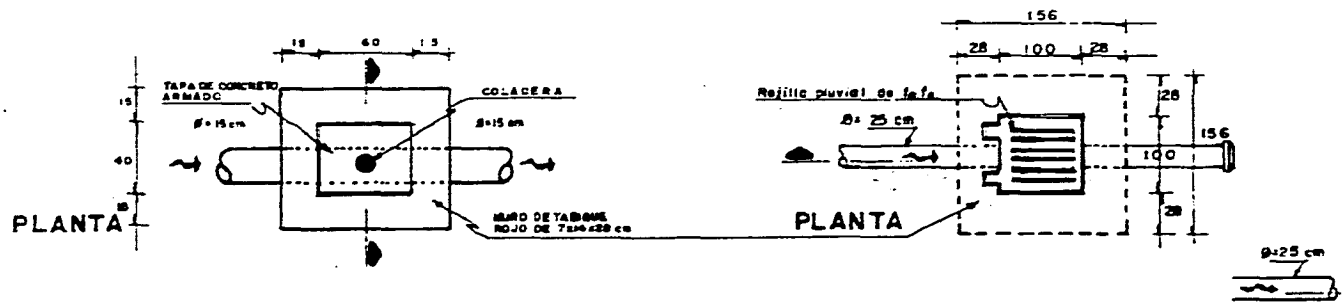 18 60 15
TAPA DE CONCRETO
ARMADO
COLADERA
Ø=15 cm
Ø=15 cm
15
40
15
PLANTA
MURO DE TABIQUE
ROJO DE 7x14x28 cm
156
28 100 28
Rejilla pluvial de fo.fo.
Ø= 25 cm
28
100
28
156
PLANTA
Ø=25 cm